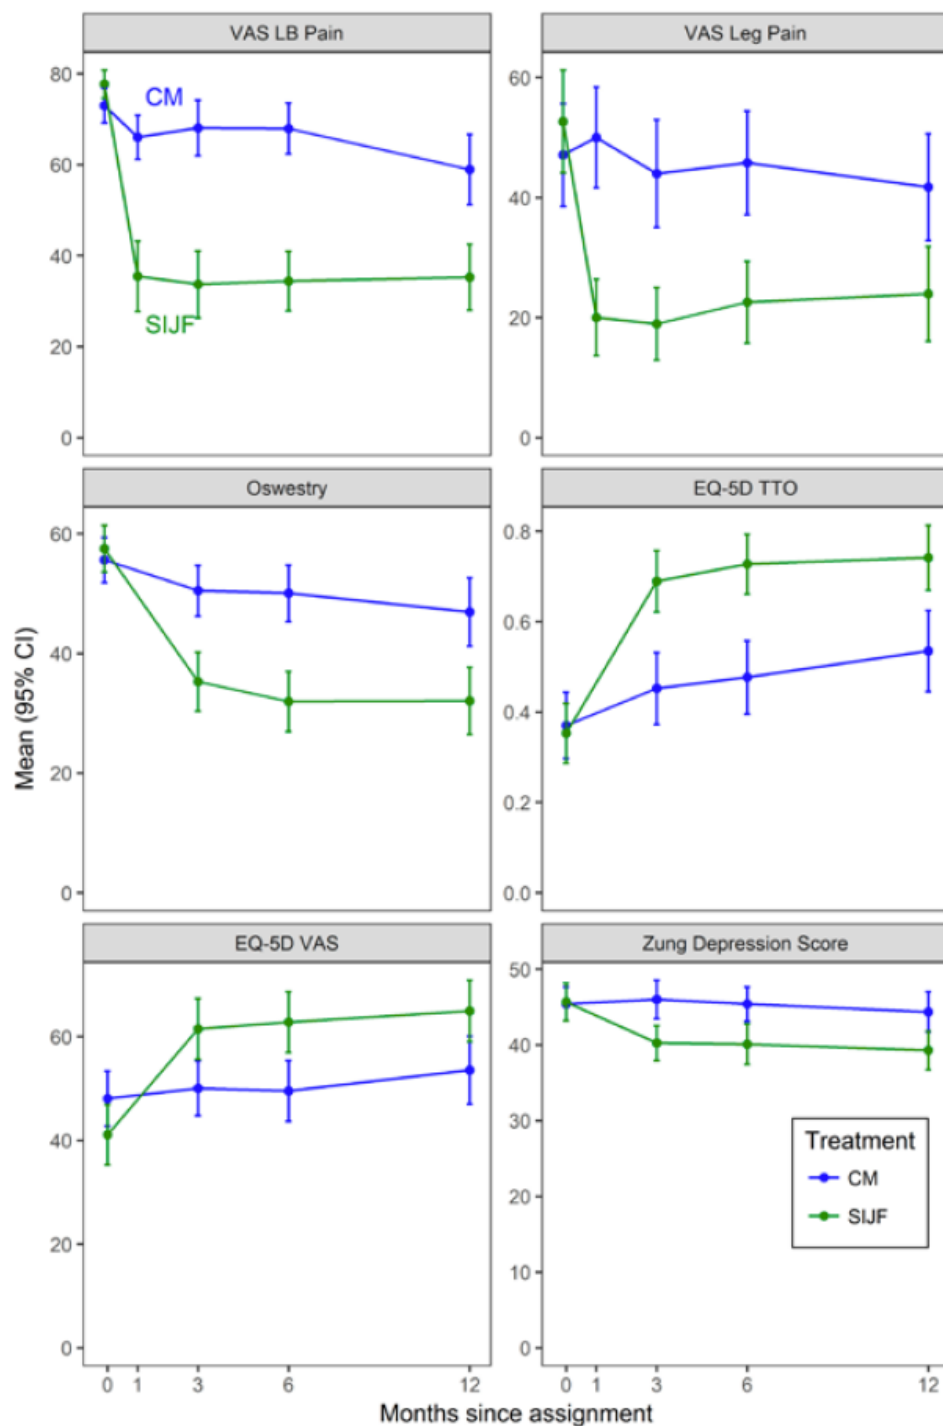 VAS LB Pain
VAS Leg Pain
80
60
40
20
0
CM
SIJF
60
40
20
0
Oswestry
EQ-5D TTO
60
40
20
0
0.8
0.6
0.4
0.2
0.0
Mean (95% CI)
EQ-5D VAS
Zung Depression Score
60
40
20
0
50
40
30
20
10
0
Treatment
CM
SIJF
0 1 3 6 12
0 1 3 6 12
Months since assignment